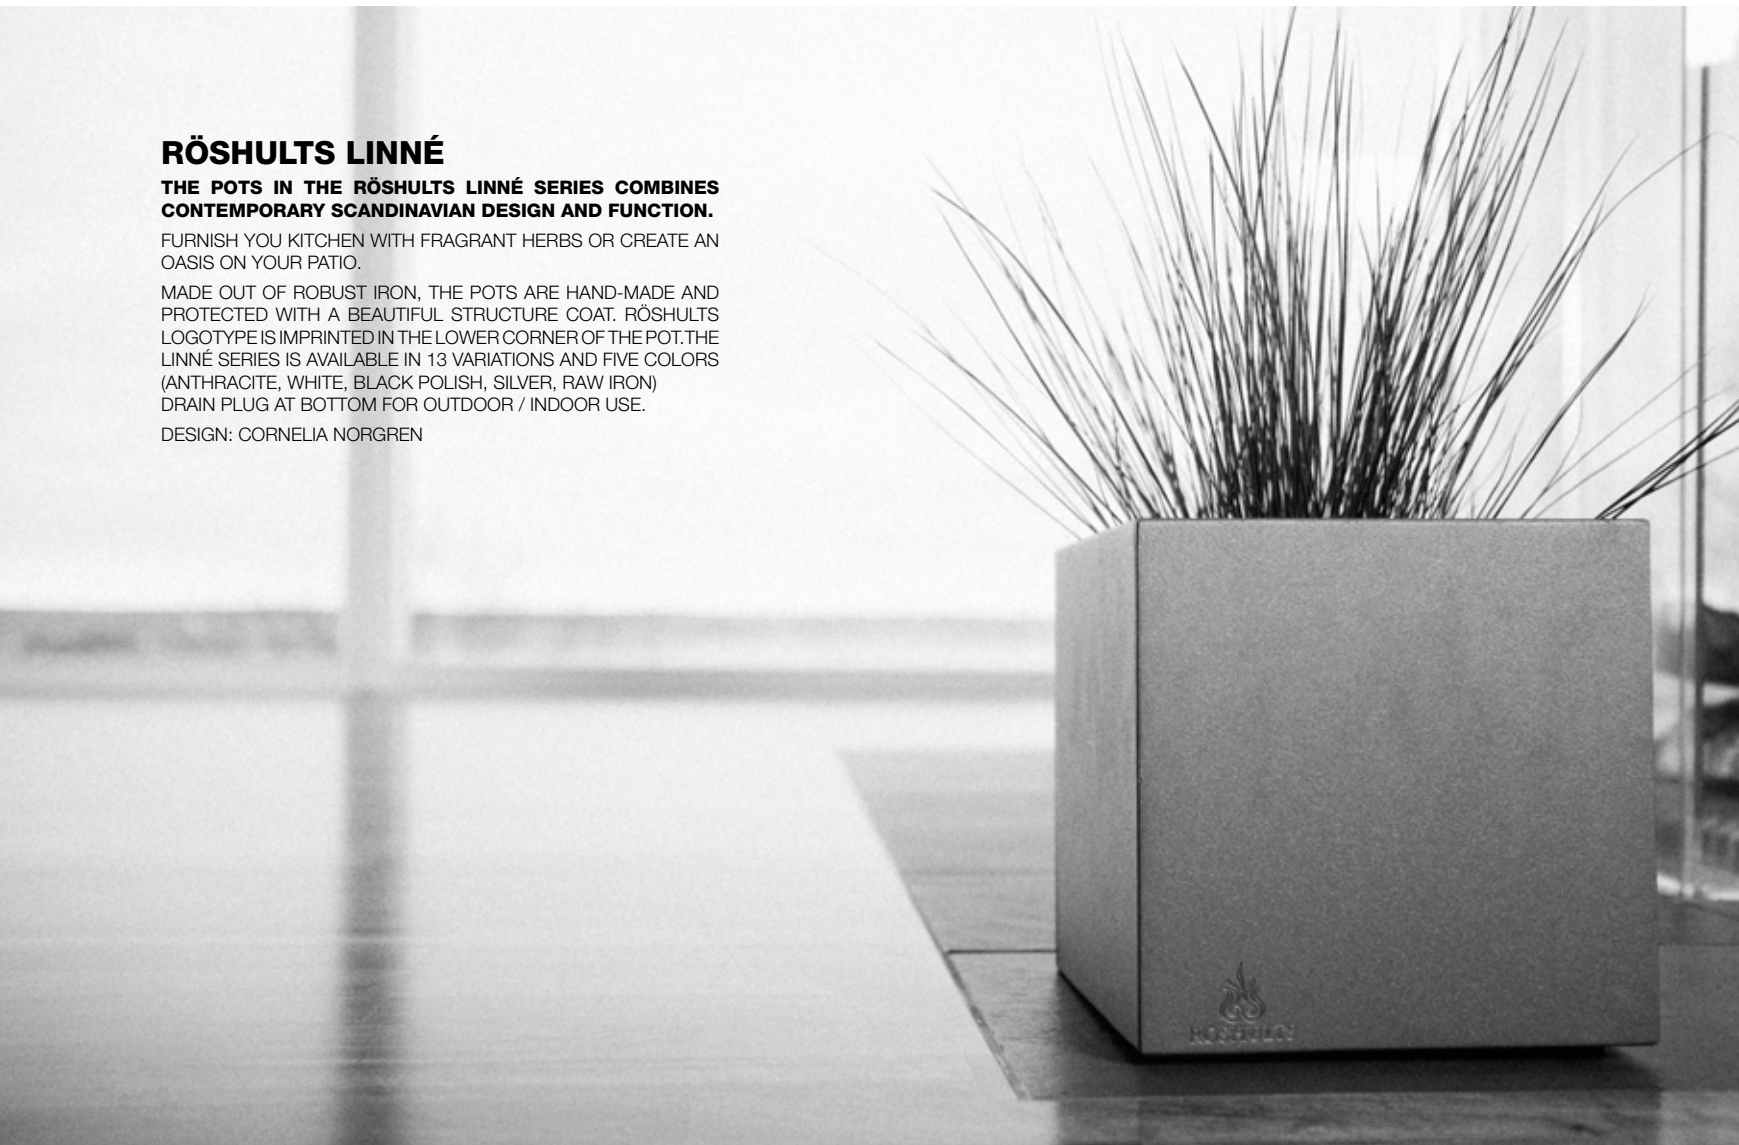 RÖSHULTS LINNÉ
THE POTS IN THE RÖSHULTS LINNÉ SERIES COMBINES
CONTEMPORARY SCANDINAVIAN DESIGN AND FUNCTION.
FURNISH YOU KITCHEN WITH FRAGRANT HERBS OR CREATE AN
OASIS ON YOUR PATIO.
MADE OUT OF ROBUST IRON, THE POTS ARE HAND-MADE AND
PROTECTED WITH A BEAUTIFUL STRUCTURE COAT. RÖSHULTS
LOGOTYPE IS IMPRINTED IN THE LOWER CORNER OF THE POT.THE
LINNÉ SERIES IS AVAILABLE IN 13 VARIATIONS AND FIVE COLORS
(ANTHRACITE, WHITE, BLACK POLISH, SILVER, RAW IRON)
DRAIN PLUG AT BOTTOM FOR OUTDOOR / INDOOR USE.
DESIGN: CORNELIA NORGREN
RÖSHULTS